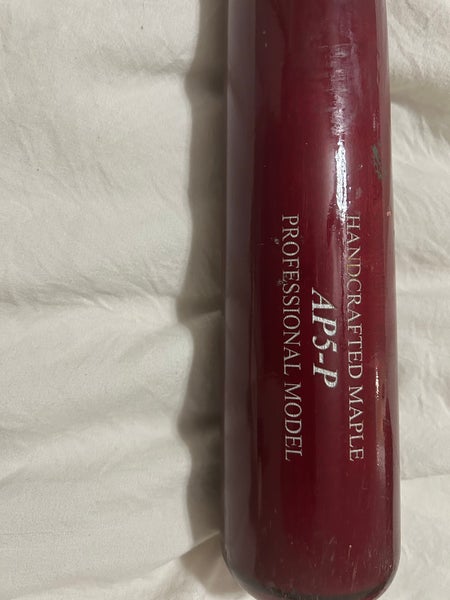 HANDCRAFTED MAPLE
AP5-P
PROFESSIONAL MODEL